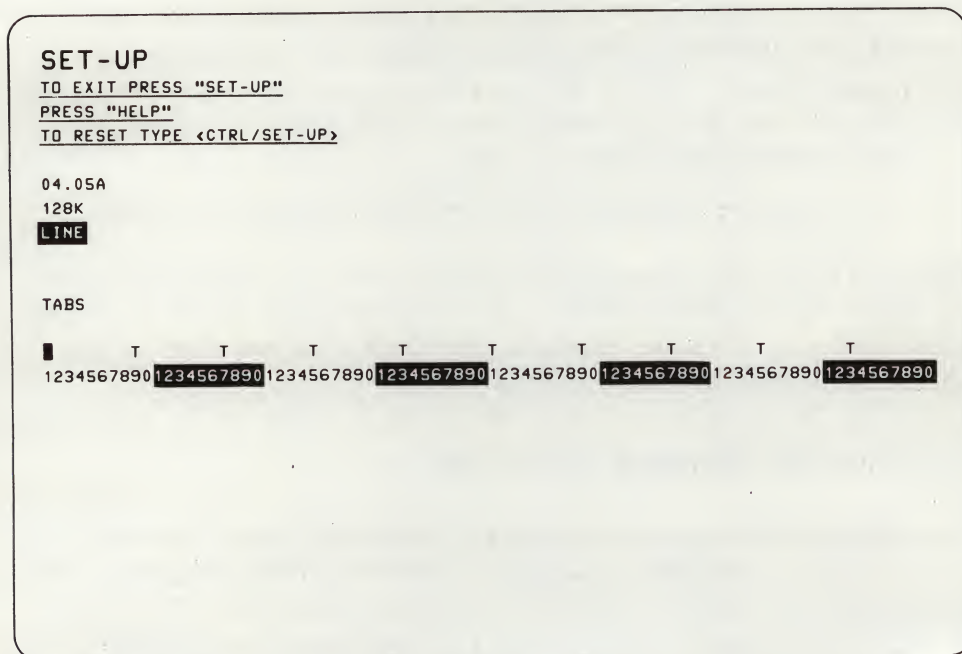 SET-UP
TO EXIT PRESS "SET-UP"
PRESS "HELP"
TO RESET TYPE <CTRL/SET-UP>
04.05A
128K
LINE
TABS
T T T T T T T T T
12345678901234567890123456789012345678901234567890123456789012345678901234567890